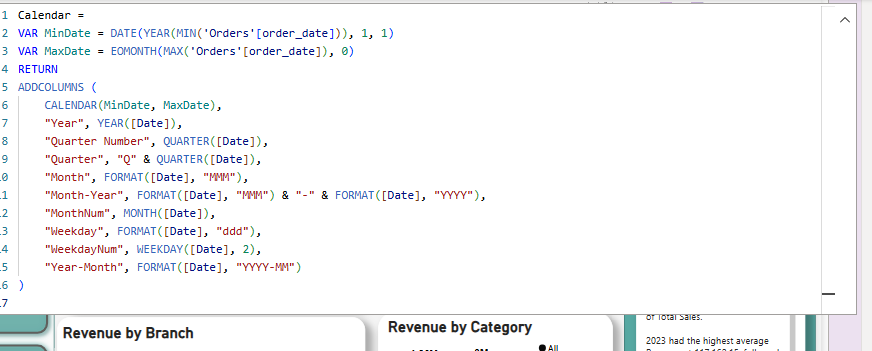 1 Calendar =
2 VAR MinDate = DATE(YEAR(MIN('Orders'[order_date])), 1, 1)
3 VAR MaxDate = EOMONTH(MAX('Orders'[order_date]), 0)
4 RETURN
5 ADDCOLUMNS (
6 CALENDAR(MinDate, MaxDate),
7 "Year", YEAR([Date]),
8 "Quarter Number", QUARTER([Date]),
9 "Quarter", "Q" & QUARTER([Date]),
0 "Month", FORMAT([Date], "MMM"),
1 "Month-Year", FORMAT([Date], "MMM") & "-" & FORMAT([Date], "YYYY"),
2 "MonthNum", MONTH([Date]),
3 "Weekday", FORMAT([Date], "ddd"),
4 "WeekdayNum", WEEKDAY([Date], 2),
5 "Year-Month", FORMAT([Date], "YYYY-MM")
6 )
7
Revenue by Branch
Revenue by Category
All
of Total Sales.
2023 had the highest average